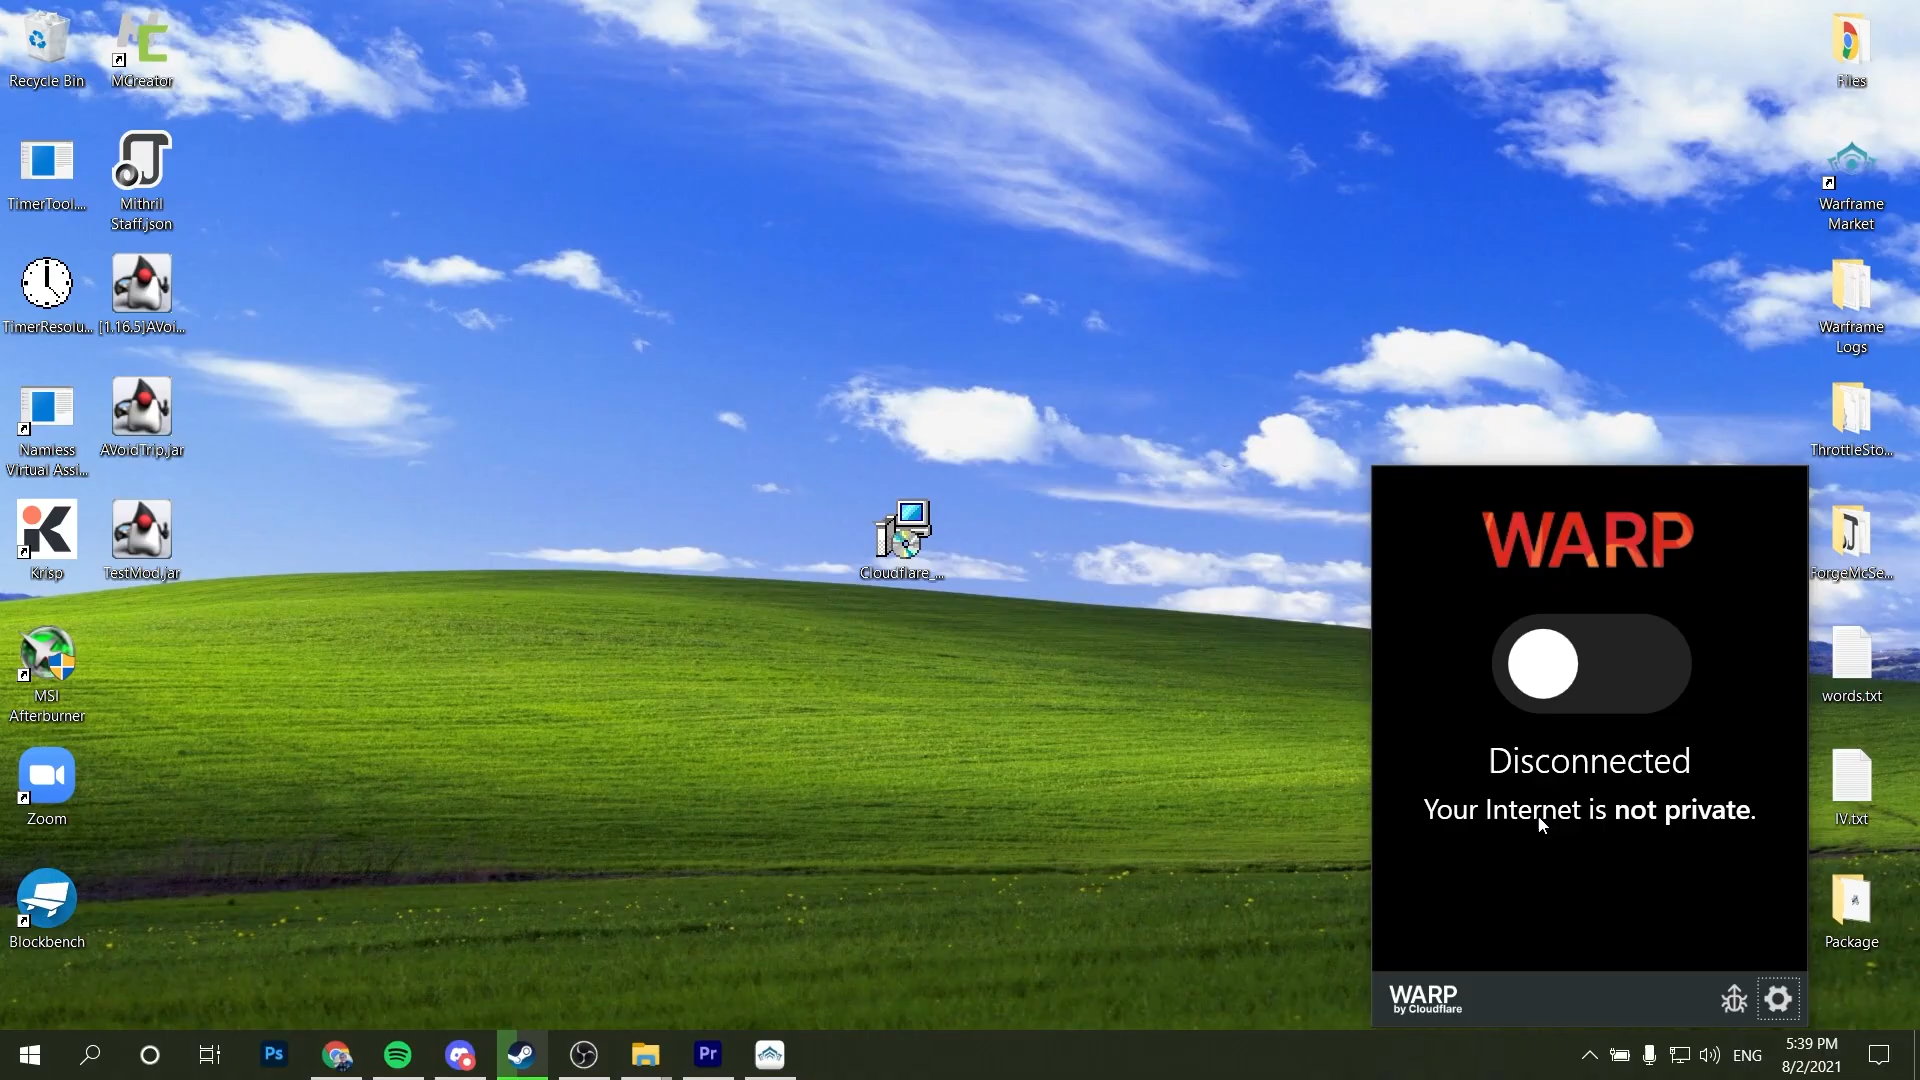 Recycle Bin
MCreator
TimerTool....
Mithril
Staff.json
TimerResolu...
[1.16.5]AVoi...
Namless
Virtual Assi...
AVoidTrip.jar
Krisp
TestMod.jar
MSI
Afterburner
Zoom
Blockbench
Cloudflare_...
Files
Warframe
Market
Warframe
Logs
ThrottleSto...
ForgeMcSe...
words.txt
IV.txt
Package
WARP
Disconnected
Your Internet is not private.
WARP
by Cloudflare
Ps
Pr
ENG
5:39 PM
8/2/2021